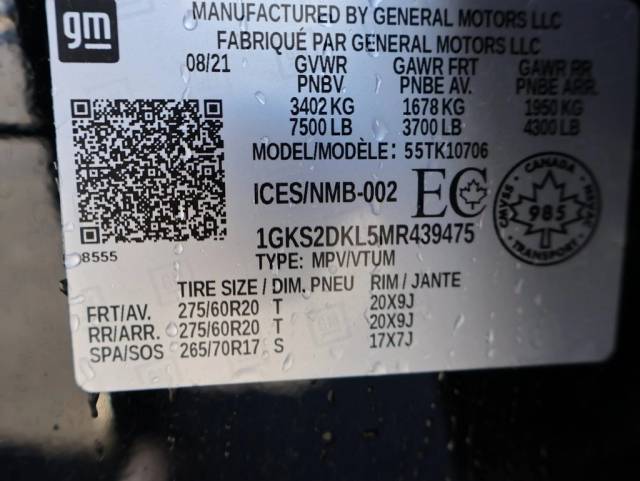 gm
MANUFACTURED BY GENERAL MOTORS LLC
FABRIQUÉ PAR GENERAL MOTORS LLC
08/21 GVWR GAWR FRT GAWR RR
PNBV PNBE AV. PNBE ARR.
3402 KG 1678 KG 1950 KG
7500 LB 3700 LB 4300 LB
MODEL/MODÈLE: 55TK10706
ICES/NMB-002 EC
CANADA
985
TRANSPORT
SVMAC NVSAC
1GKS2DKL5MR439475
8555
TYPE: MPV/VTUM
TIRE SIZE / DIM. PNEU RIM / JANTE
FRT/AV. 275/60R20 T 20X9J
RR/ARR. 275/60R20 T 20X9J
SPA/SOS 265/70R17 S 17X7J